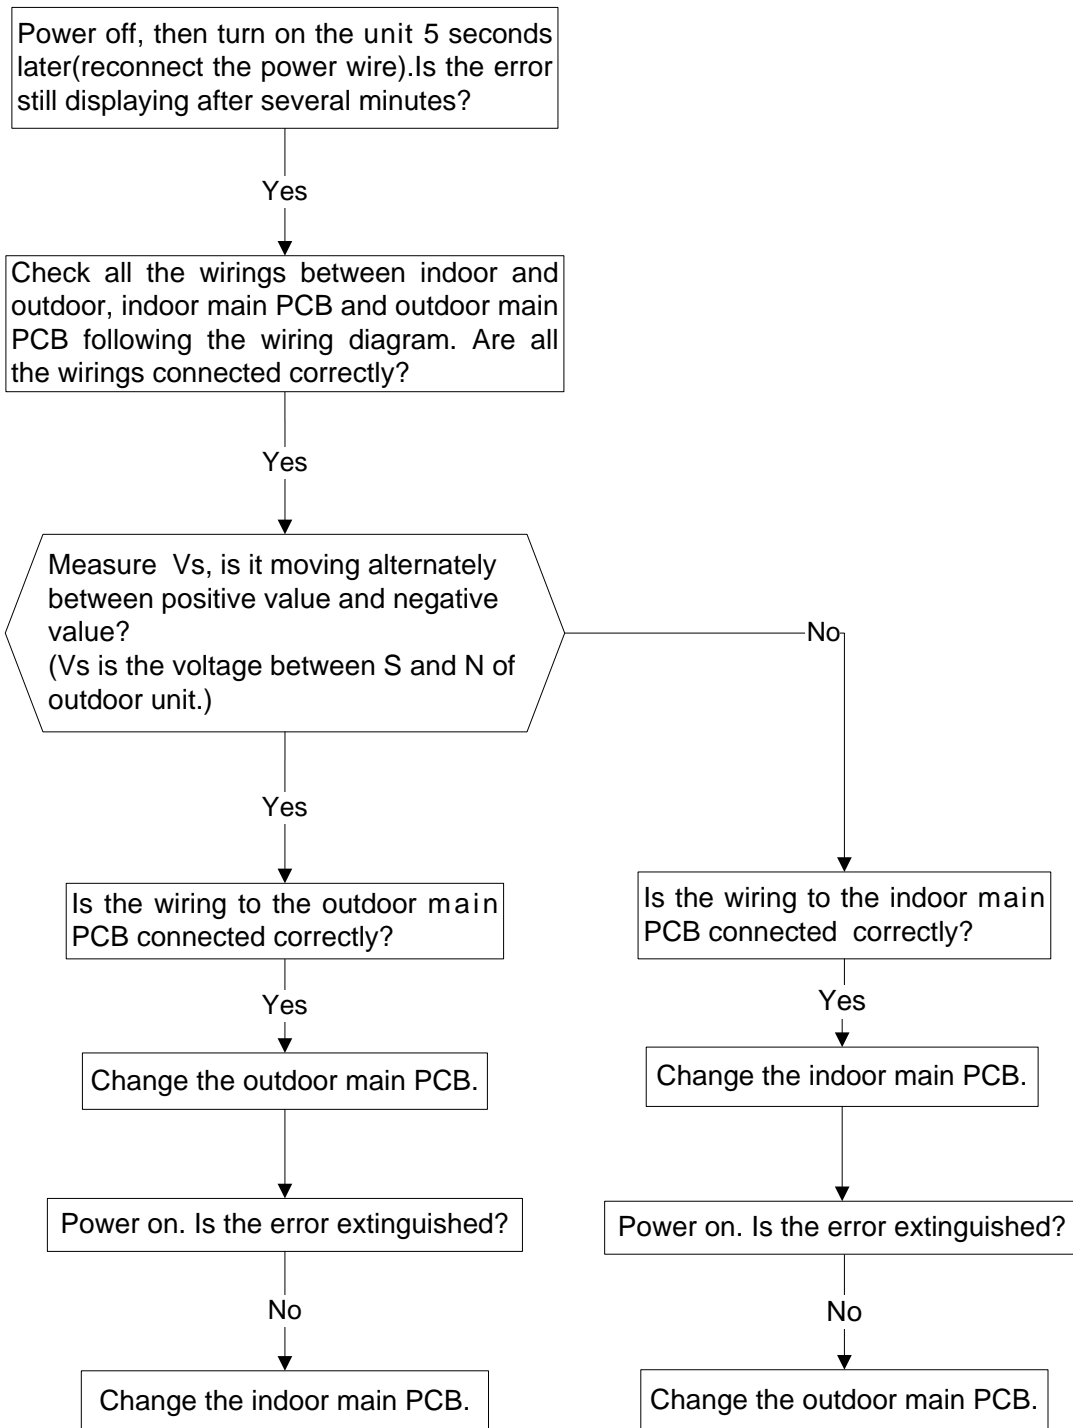 Power off, then turn on the unit 5 seconds
later(reconnect the power wire).Is the error
still displaying after several minutes?
Yes
Check all the wirings between indoor and
outdoor, indoor main PCB and outdoor main
PCB following the wiring diagram. Are all
the wirings connected correctly?
Yes
Measure Vs, is it moving alternately
between positive value and negative
value?
(Vs is the voltage between S and N of
outdoor unit.)
No
Yes
Is the wiring to the outdoor main
PCB connected correctly?
Is the wiring to the indoor main
PCB connected correctly?
Yes
Yes
Change the outdoor main PCB.
Change the indoor main PCB.
Power on. Is the error extinguished?
Power on. Is the error extinguished?
No
No
Change the indoor main PCB.
Change the outdoor main PCB.